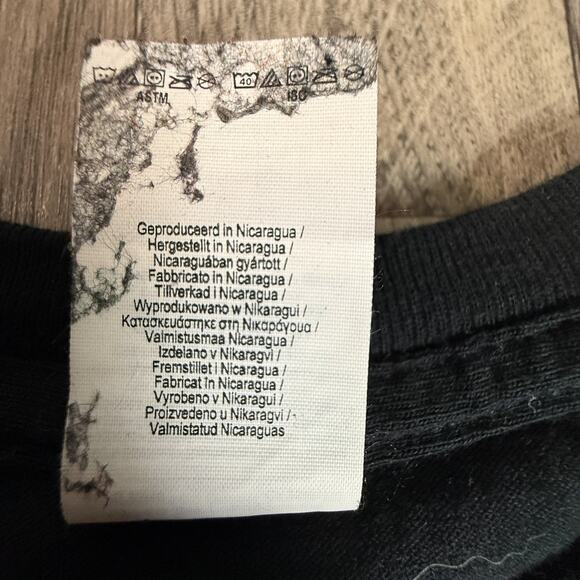 40
ASTM ISO
Geproduceerd in Nicaragua /
Hergestellt in Nicaragua /
Nicaraguában gyártott /
Fabbricato in Nicaragua /
Tillverkad i Nicaragua /
Wyprodukowano w Nikaragui /
Κατασκευάστηκε στη Νικαράγουα /
Valmistusmaa Nicaragua /
Izdelano v Nikaragvi /
Fremstillet i Nicaragua /
Fabricat în Nicaragua /
Vyrobeno v Nikaragui /
Proizvedeno u Nikaragvi /
Valmistatud Nicaraguas